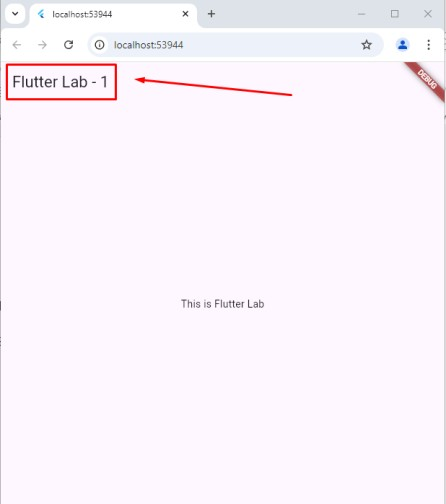 localhost:53944
localhost:53944
Flutter Lab - 1
DEBUG
This is Flutter Lab